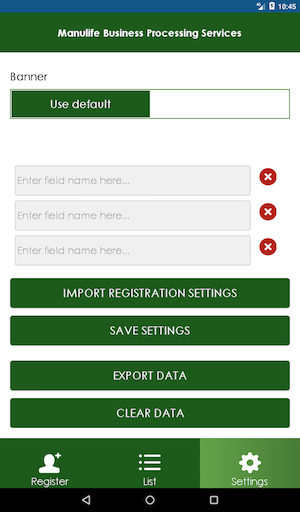 10:45
Manulife Business Processing Services
Banner
Use default
Enter field name here...
Enter field name here...
Enter field name here...
IMPORT REGISTRATION SETTINGS
SAVE SETTINGS
EXPORT DATA
CLEAR DATA
Register
List
Settings